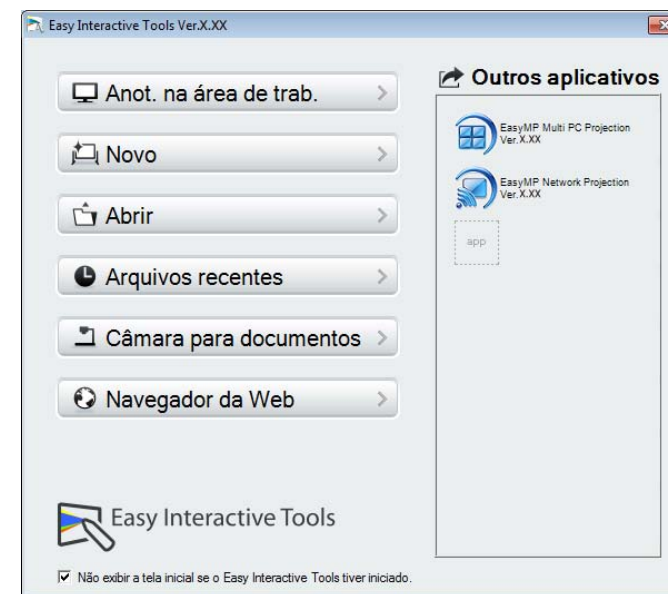 Easy Interactive Tools Ver.X.XX
Anot. na área de trab.
Novo
Abrir
Arquivos recentes
Câmara para documentos
Navegador da Web
Easy Interactive Tools
Não exibir a tela inicial se o Easy Interactive Tools tiver iniciado.
Outros aplicativos
EasyMP Multi PC Projection
Ver.X.XX
EasyMP Network Projection
Ver.X.XX
app